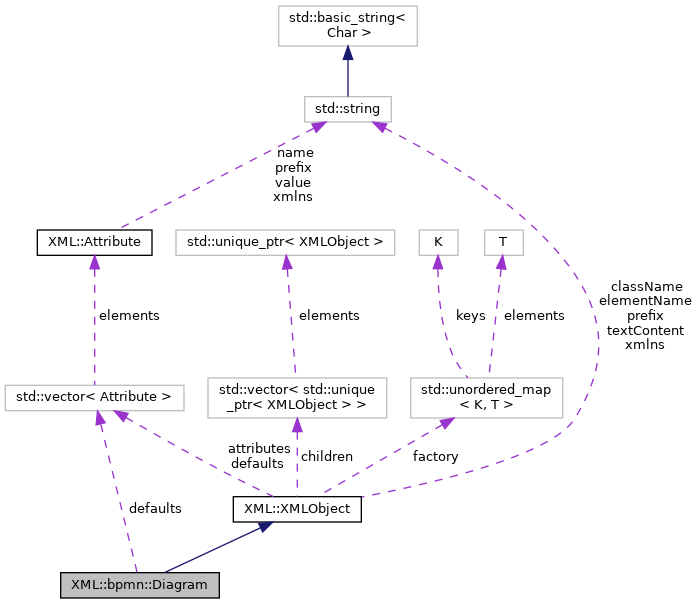 std::basic_string<
Char >
std::string
name
prefix
value
xmlns
XML::Attribute
std::unique_ptr< XMLObject >
K
T
className
elementName
prefix
textContent
xmlns
elements
elements
keys
elements
std::vector< Attribute >
std::vector< std::unique
_ptr< XMLObject > >
std::unordered_map
< K, T >
attributes
defaults
children
factory
defaults
XML::XMLObject
XML::bpmn::Diagram